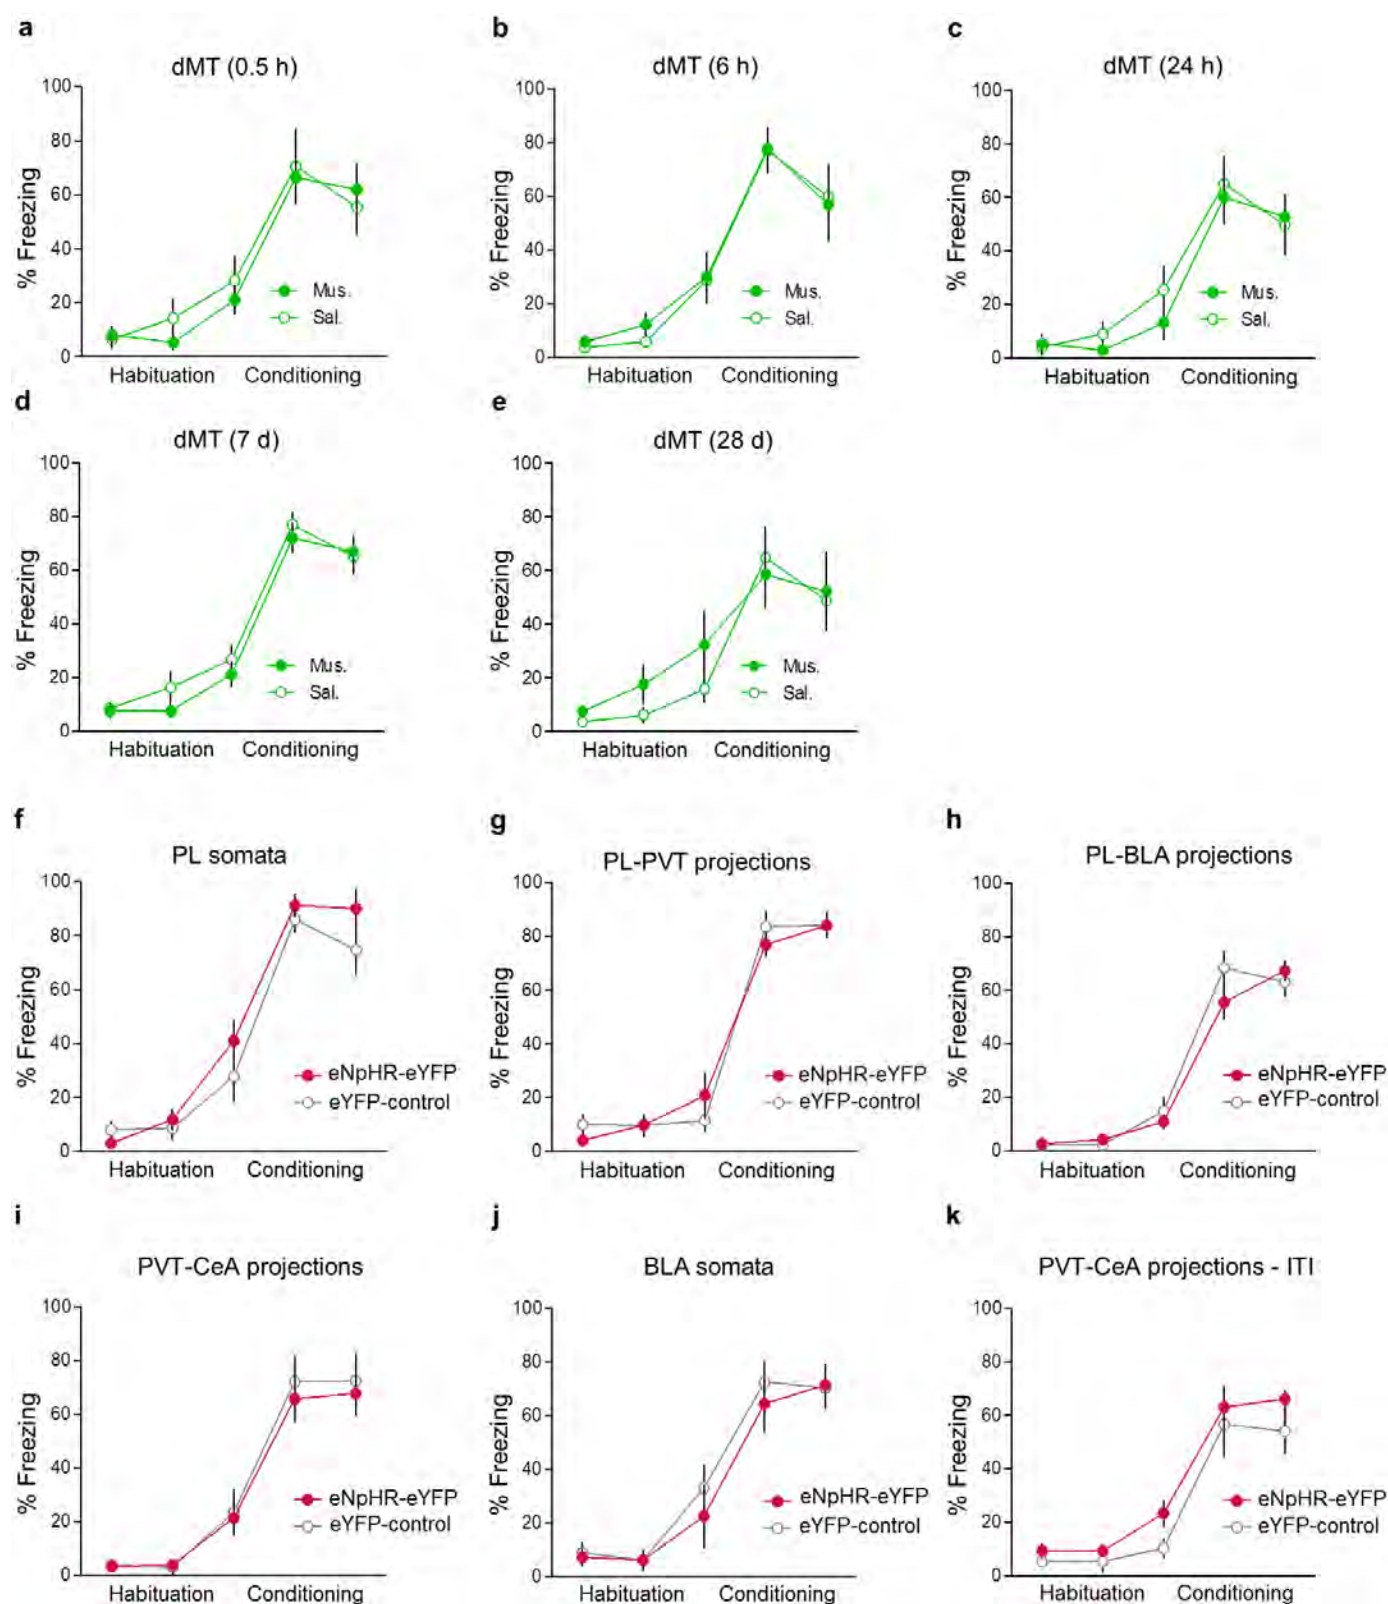 a
dMT (0.5 h)
100
80
60
40
20
0
% Freezing
Mus.
Sal.
Habituation
Conditioning
b
dMT (6 h)
100
80
60
40
20
0
% Freezing
Mus.
Sal.
Habituation
Conditioning
c
dMT (24 h)
100
80
60
40
20
0
% Freezing
Mus.
Sal.
Habituation
Conditioning
d
dMT (7 d)
100
80
60
40
20
0
% Freezing
Mus.
Sal.
Habituation
Conditioning
e
dMT (28 d)
100
80
60
40
20
0
% Freezing
Mus.
Sal.
Habituation
Conditioning
f
PL somata
100
80
60
40
20
0
% Freezing
eNpHR-eYFP
eYFP-control
Habituation
Conditioning
g
PL-PVT projections
100
80
60
40
20
0
% Freezing
eNpHR-eYFP
eYFP-control
Habituation
Conditioning
h
PL-BLA projections
100
80
60
40
20
0
% Freezing
eNpHR-eYFP
eYFP-control
Habituation
Conditioning
i
PVT-CeA projections
100
80
60
40
20
0
% Freezing
eNpHR-eYFP
eYFP-control
Habituation
Conditioning
j
BLA somata
100
80
60
40
20
0
% Freezing
eNpHR-eYFP
eYFP-control
Habituation
Conditioning
k
PVT-CeA projections - ITI
100
80
60
40
20
0
% Freezing
eNpHR-eYFP
eYFP-control
Habituation
Conditioning